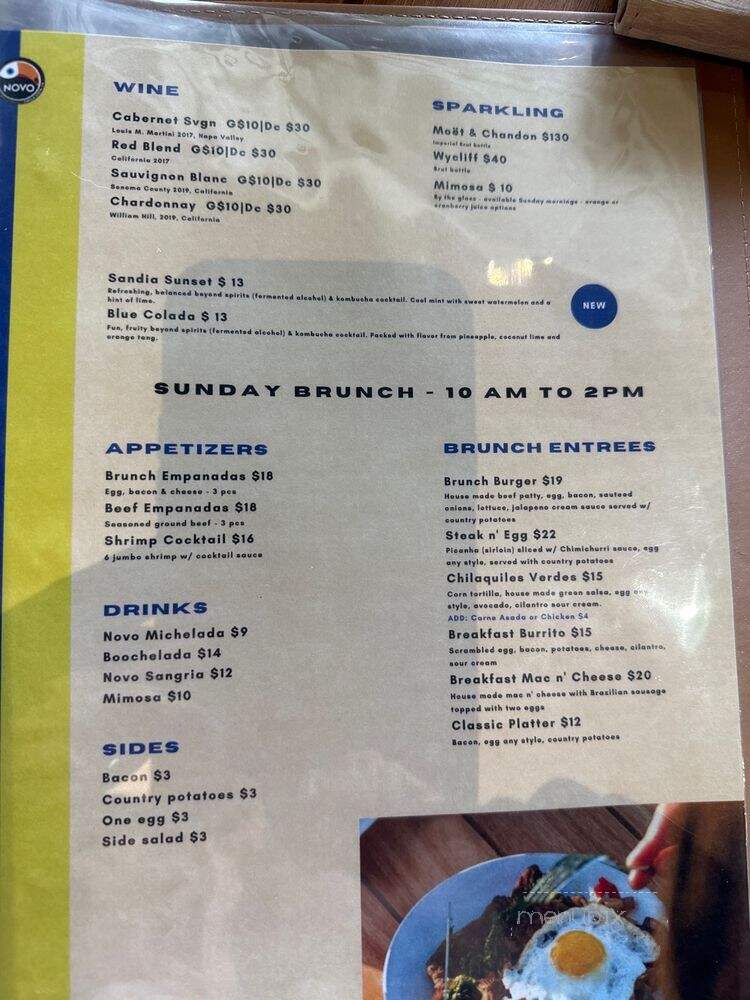 NOVO
WINE
Cabernet Svgn G$10|Dc $30
Louis M. Martini 2017, Napa Valley
Red Blend G$10|Dc $30
California 2017
Sauvignon Blanc G$10|Dc $30
Sonoma County 2019, California
Chardonnay G$10|Dc $30
William Hill, 2019, California
SPARKLING
Moët & Chandon $130
Imperial Brut bottle
Wycliff $40
Brut bottle
Mimosa $ 10
By the glass - available Sunday mornings - orange or
cranberry juice options
Sandia Sunset $ 13
Refreshing, balanced beyond spirits (fermented alcohol) & kombucha cocktail. Cool mint with sweet watermelon and a
hint of lime.
Blue Colada $ 13
Fun, fruity beyond spirits (fermented alcohol) & kombucha cocktail. Packed with flavor from pineapple, coconut lime and
orange tang.
NEW
SUNDAY BRUNCH - 10 AM TO 2PM
APPETIZERS
Brunch Empanadas $18
Egg, bacon & cheese - 3 pcs
Beef Empanadas $18
Seasoned ground beef - 3 pcs
Shrimp Cocktail $16
6 jumbo shrimp w/ cocktail sauce
DRINKS
Novo Michelada $9
Boochelada $14
Novo Sangria $12
Mimosa $10
SIDES
Bacon $3
Country potatoes $3
One egg $3
Side salad $3
BRUNCH ENTREES
Brunch Burger $19
House made beef patty, egg, bacon, sauteed
onions, lettuce, jalapeno cream sauce served w/
country potatoes
Steak n' Egg $22
Picanha (sirloin) sliced w/ Chimichurri sauce, egg
any style, served with country potatoes
Chilaquiles Verdes $15
Corn tortilla, house made green salsa, egg any
style, avocado, cilantro sour cream.
ADD: Carne Asada or Chicken $4
Breakfast Burrito $15
Scrambled egg, bacon, potatoes, cheese, cilantro,
sour cream
Breakfast Mac n' Cheese $20
House made mac n' cheese with Brazilian sausage
topped with two eggs
Classic Platter $12
Bacon, egg any style, country potatoes
menupix